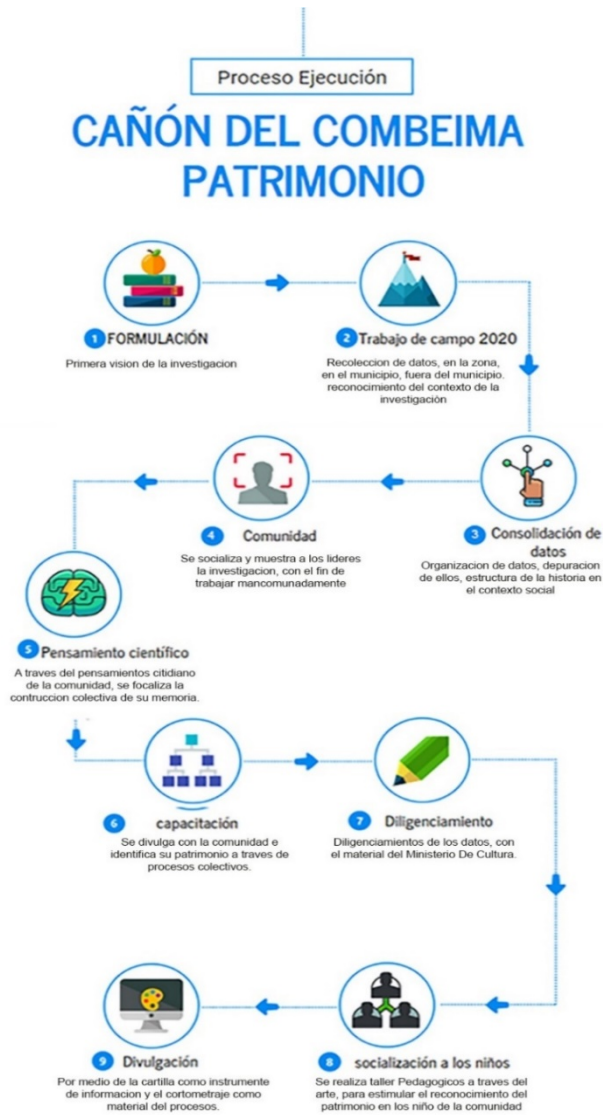 Proceso Ejecución
CAÑÓN DEL COMBEIMA
PATRIMONIO
1 FORMULACIÓN
Primera vision de la investigacion
2 Trabajo de campo 2020
Recoleccion de datos, en la zona,
en el municipio, fuera del municipio.
reconocimiento del contexto de la
investigación
3 Consolidación de
datos
Organizacion de datos, depuracion
de ellos, estructura de la historia en
el contexto social
4 Comunidad
Se socializa y muestra a los lideres
la investigacion, con el fin de
trabajar mancomunadamente
5 Pensamiento científico
A traves del pensamientos citidiano
de la comunidad, se focaliza la
contruccion colectiva de su memoria.
6 capacitación
Se divulga con la comunidad e
identifica su patrimonio a traves de
procesos colectivos.
7 Diligenciamiento
Diligenciamientos de los datos, con
el material del Ministerio De Cultura.
8 socialización a los niños
Se realiza taller Pedagogicos a traves del
arte, para estimular el reconocimiento del
patrimonio en los niño de la comunidad
9 Divulgación
Por medio de la cartilla como instrumente
de informacion y el cortometraje como
material del procesos.